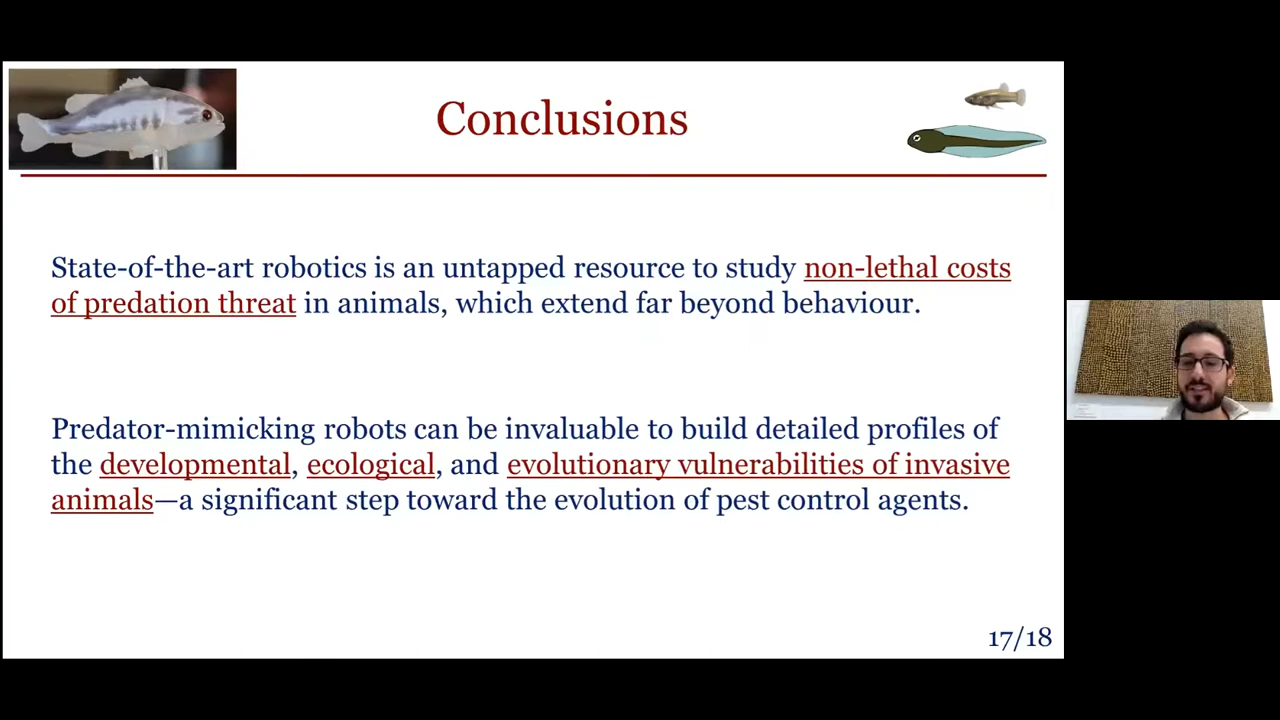 Conclusions
State-of-the-art robotics is an untapped resource to study non-lethal costs
of predation threat in animals, which extend far beyond behaviour.
Predator-mimicking robots can be invaluable to build detailed profiles of
the developmental, ecological, and evolutionary vulnerabilities of invasive
animals—a significant step toward the evolution of pest control agents.
17/18